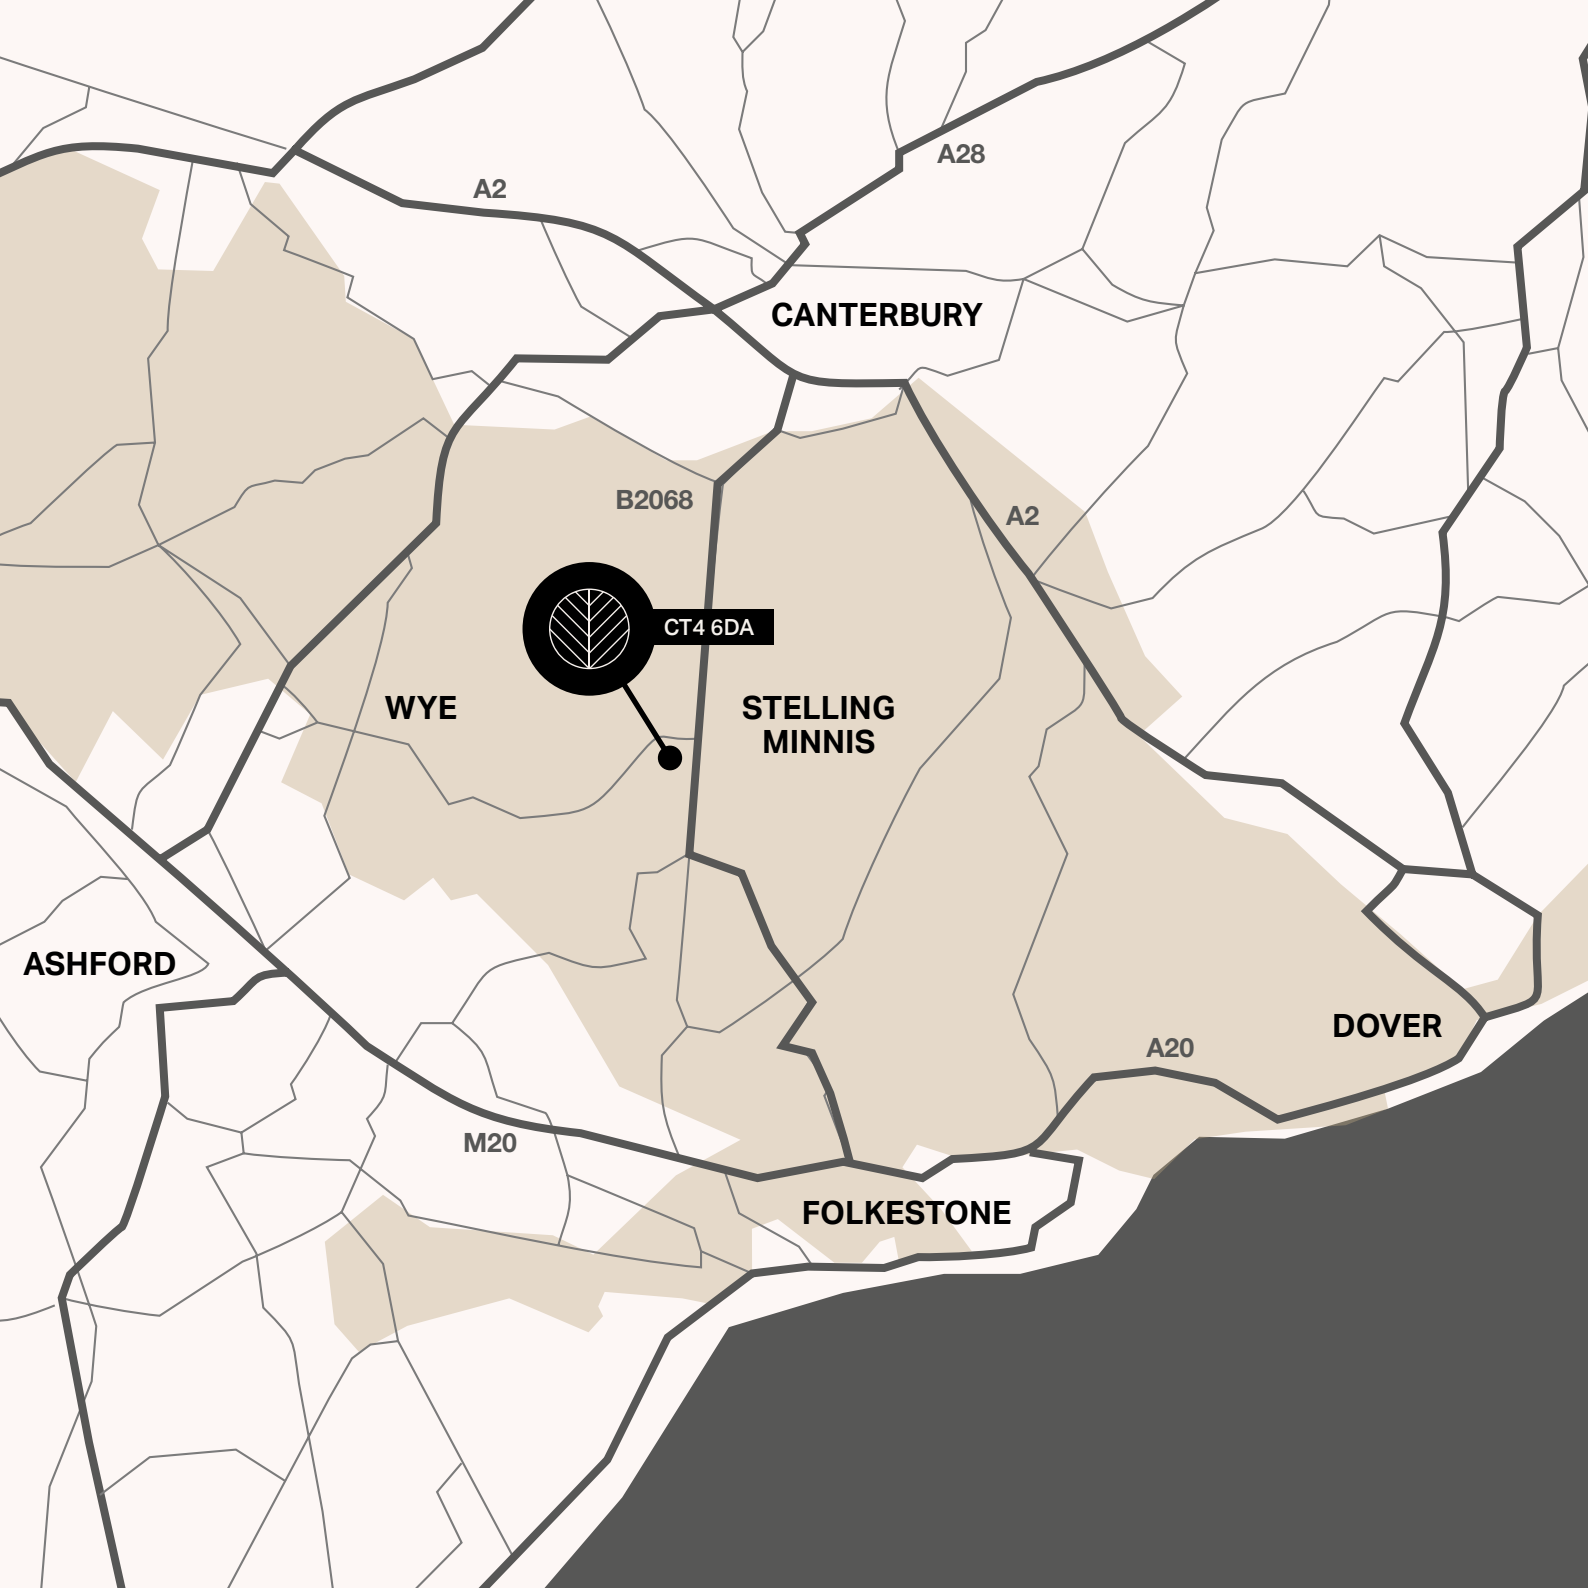 A28
A2
CANTERBURY
B2068
A2
CT4 6DA
WYE
STELLING
MINNIS
ASHFORD
DOVER
A20
M20
FOLKESTONE